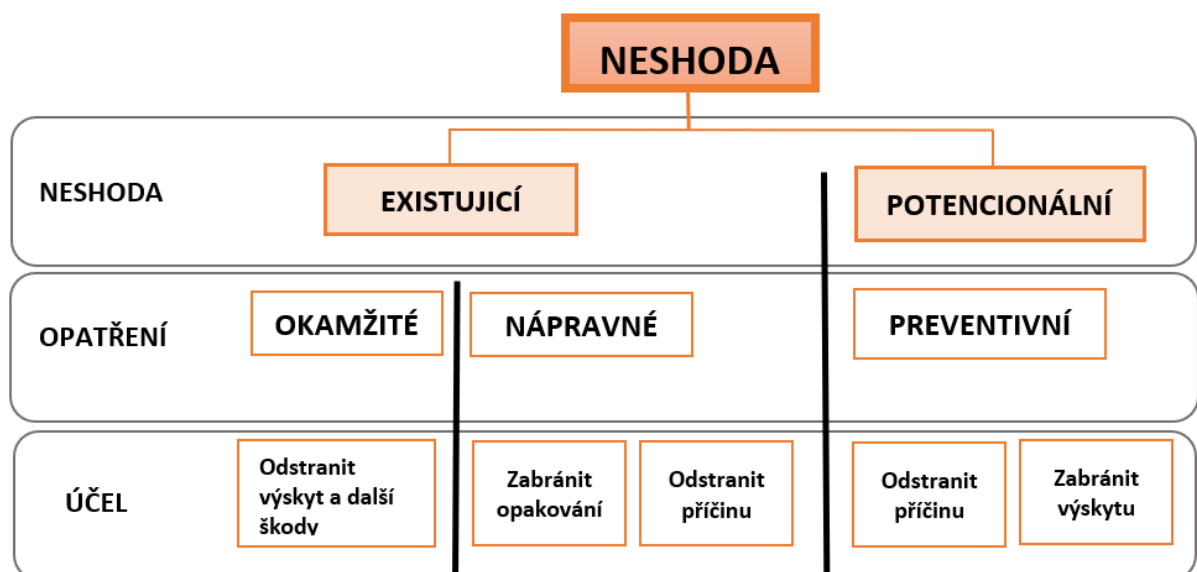 NESHODA
NESHODA
EXISTUJICÍ
POTENCIONÁLNÍ
OPATŘENÍ
OKAMŽITÉ
NÁPRAVNÉ
PREVENTIVNÍ
ÚČEL
Odstranit
výskyt a další
škody
Zabránit
opakování
Odstranit
příčinu
Odstranit
příčinu
Zabránit
výskytu